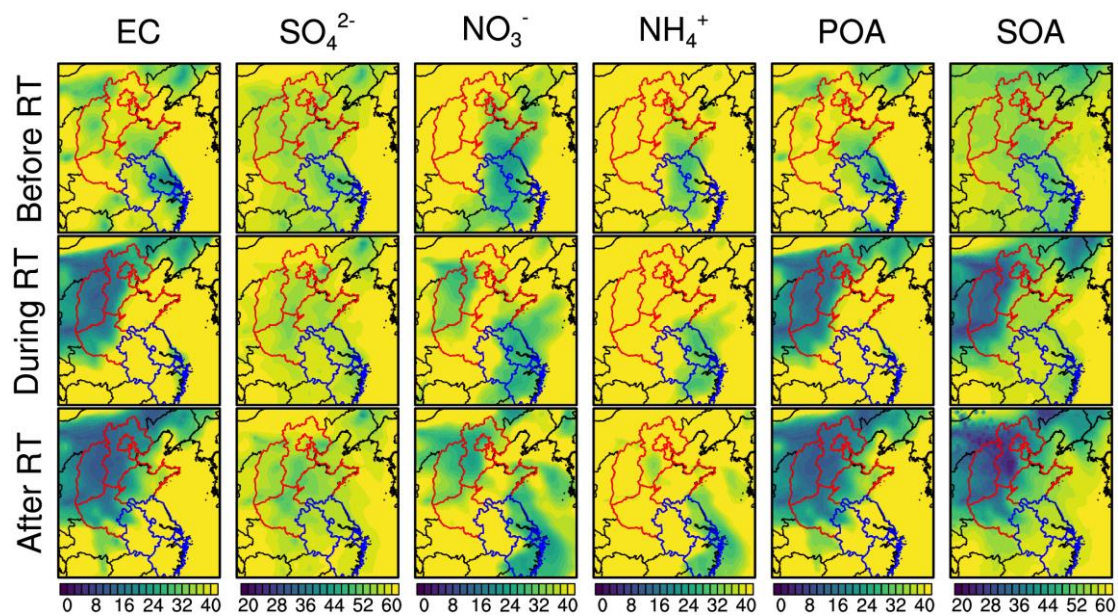 EC SO₄²⁻ NO₃⁻ NH₄⁺ POA SOA
Before RT
During RT
After RT
0 8 16 24 32 40 20 28 36 44 52 60 0 8 16 24 32 40 0 8 16 24 32 40 0 8 16 24 32 40 20 28 36 44 52 60